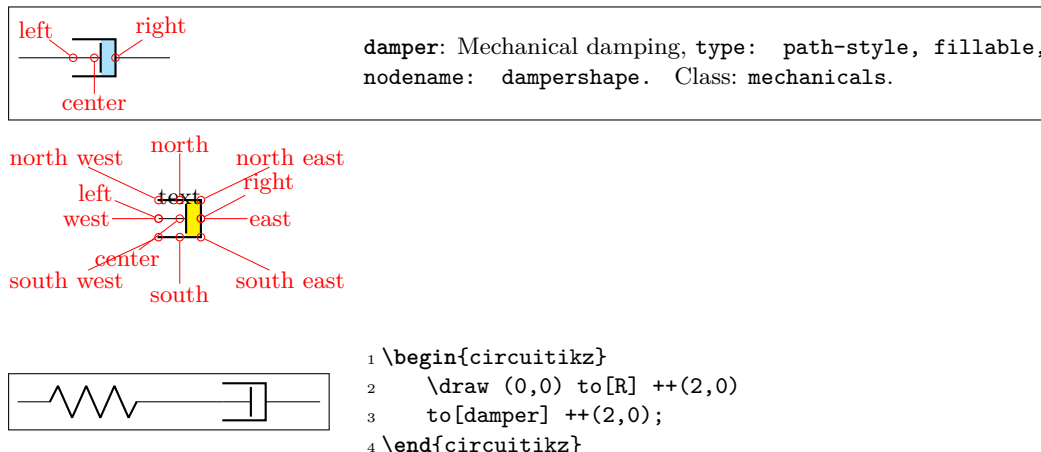 left
right
center
damper: Mechanical damping, type: path-style, fillable,
nodename: dampershape. Class: mechanicals.
north west north north east
text
left right
west east
center
south west south south east
1 \begin{circuitikz}
2 \draw (0,0) to[R] ++(2,0)
3 to[damper] ++(2,0);
4 \end{circuitikz}